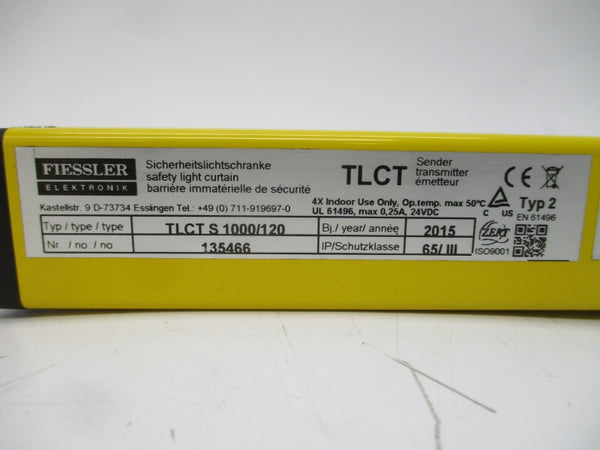 FIESSLER
ELEKTRONIK
Sicherheitslichtschranke
safety light curtain
barrière immatérielle de sécurité
TLCT
Sender
transmitter
émetteur
CE
Kastellstr. 9 D-73734 Esslingen Tel.: +49 (0) 711-919697-0
4X Indoor Use Only, Op.temp. max 50°C
UL 61496, max 0,25A, 24VDC
C US
Typ 2
EN 61496
Typ / type / type
TLCT S 1000/120
Bj./ year/ année
2015
Nr. / no / no
135466
IP/Schutzklasse
65/ III
ZERT
ISO9001